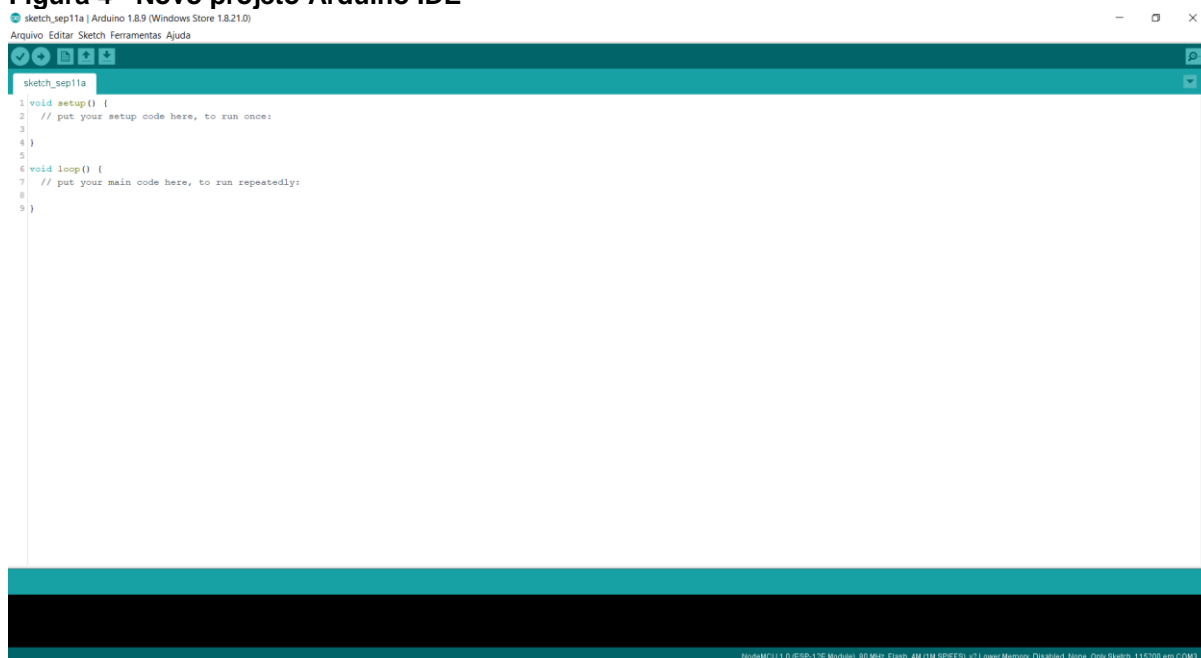 Figura 4 - Novo projeto Arduino IDE
sketch_sep11a | Arduino 1.8.9 (Windows Store 1.8.21.0)
Arquivo Editar Sketch Ferramentas Ajuda
sketch_sep11a
1 void setup() {
2 // put your setup code here, to run once:
3
4 }
5
6 void loop() {
7 // put your main code here, to run repeatedly:
8
9 }
NodeMCU 1.0 (ESP-12E Module), 80 MHz, Flash, 4M (1M SPIFFS), v2 Lower Memory, Disabled, None, Only Sketch, 115200 em COM3